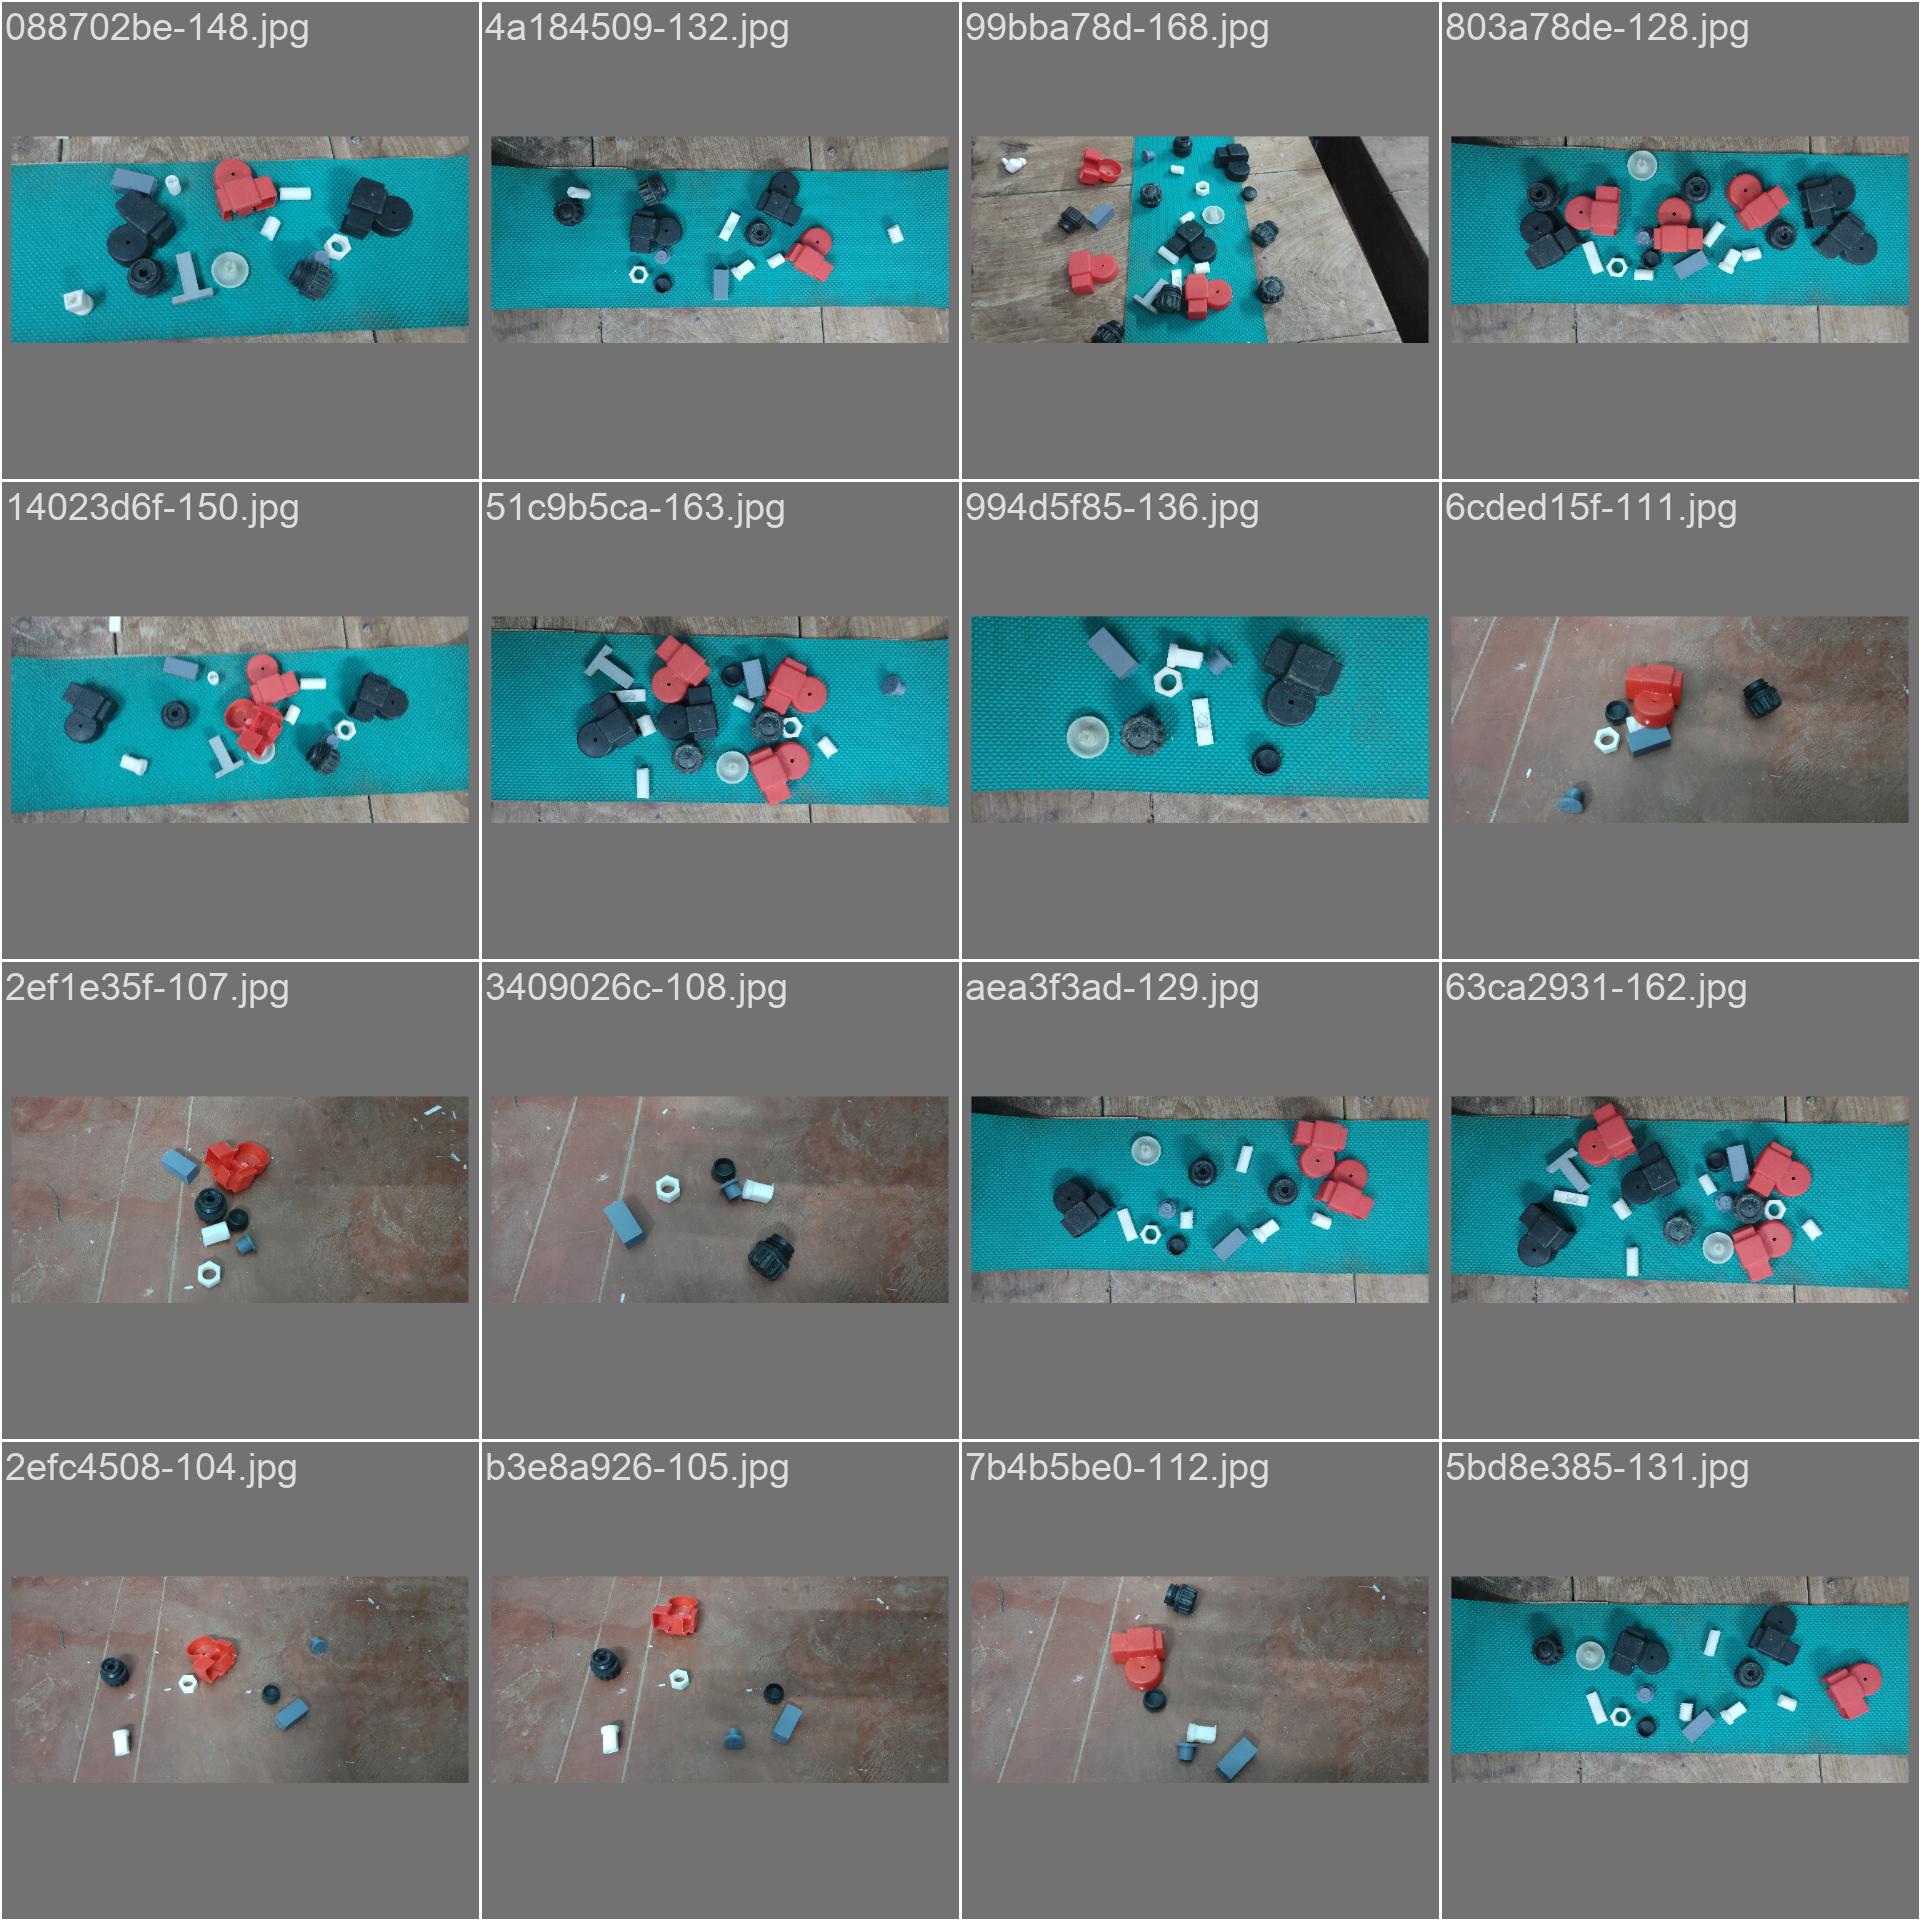 088702be-148.jpg
4a184509-132.jpg
99bba78d-168.jpg
803a78de-128.jpg
14023d6f-150.jpg
51c9b5ca-163.jpg
994d5f85-136.jpg
6cded15f-111.jpg
2ef1e35f-107.jpg
3409026c-108.jpg
aea3f3ad-129.jpg
63ca2931-162.jpg
2efc4508-104.jpg
b3e8a926-105.jpg
7b4b5be0-112.jpg
5bd8e385-131.jpg